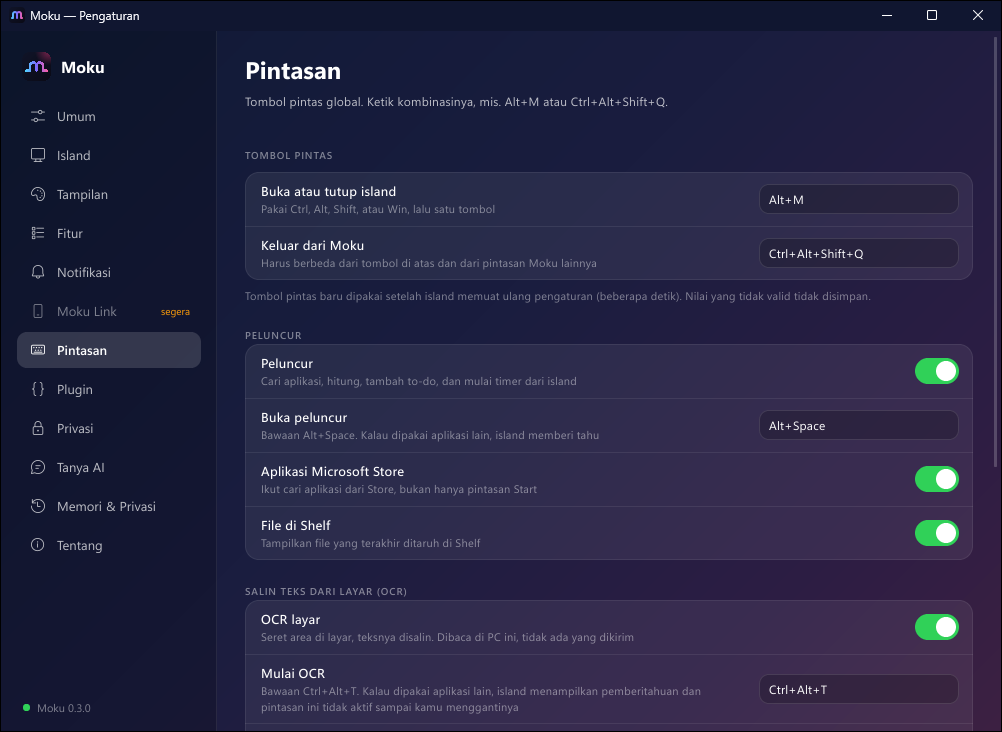 Moku — Pengaturan
Moku
Umum
Island
Tampilan
Fitur
Notifikasi
Moku Link segera
Pintasan
Plugin
Privasi
Tanya AI
Memori & Privasi
Tentang
Moku 0.3.0
Pintasan
Tombol pintas global. Ketik kombinasinya, mis. Alt+M atau Ctrl+Alt+Shift+Q.
TOMBOL PINTAS
Buka atau tutup island
Pakai Ctrl, Alt, Shift, atau Win, lalu satu tombol
Alt+M
Keluar dari Moku
Harus berbeda dari tombol di atas dan dari pintasan Moku lainnya
Ctrl+Alt+Shift+Q
Tombol pintas baru dipakai setelah island memuat ulang pengaturan (beberapa detik). Nilai yang tidak valid tidak disimpan.
PELUNCUR
Peluncur
Cari aplikasi, hitung, tambah to-do, dan mulai timer dari island
Buka peluncur
Bawaan Alt+Space. Kalau dipakai aplikasi lain, island memberi tahu
Alt+Space
Aplikasi Microsoft Store
Ikut cari aplikasi dari Store, bukan hanya pintasan Start
File di Shelf
Tampilkan file yang terakhir ditaruh di Shelf
SALIN TEKS DARI LAYAR (OCR)
OCR layar
Seret area di layar, teksnya disalin. Dibaca di PC ini, tidak ada yang dikirim
Mulai OCR
Bawaan Ctrl+Alt+T. Kalau dipakai aplikasi lain, island menampilkan pemberitahuan dan
pintasan ini tidak aktif sampai kamu menggantinya
Ctrl+Alt+T